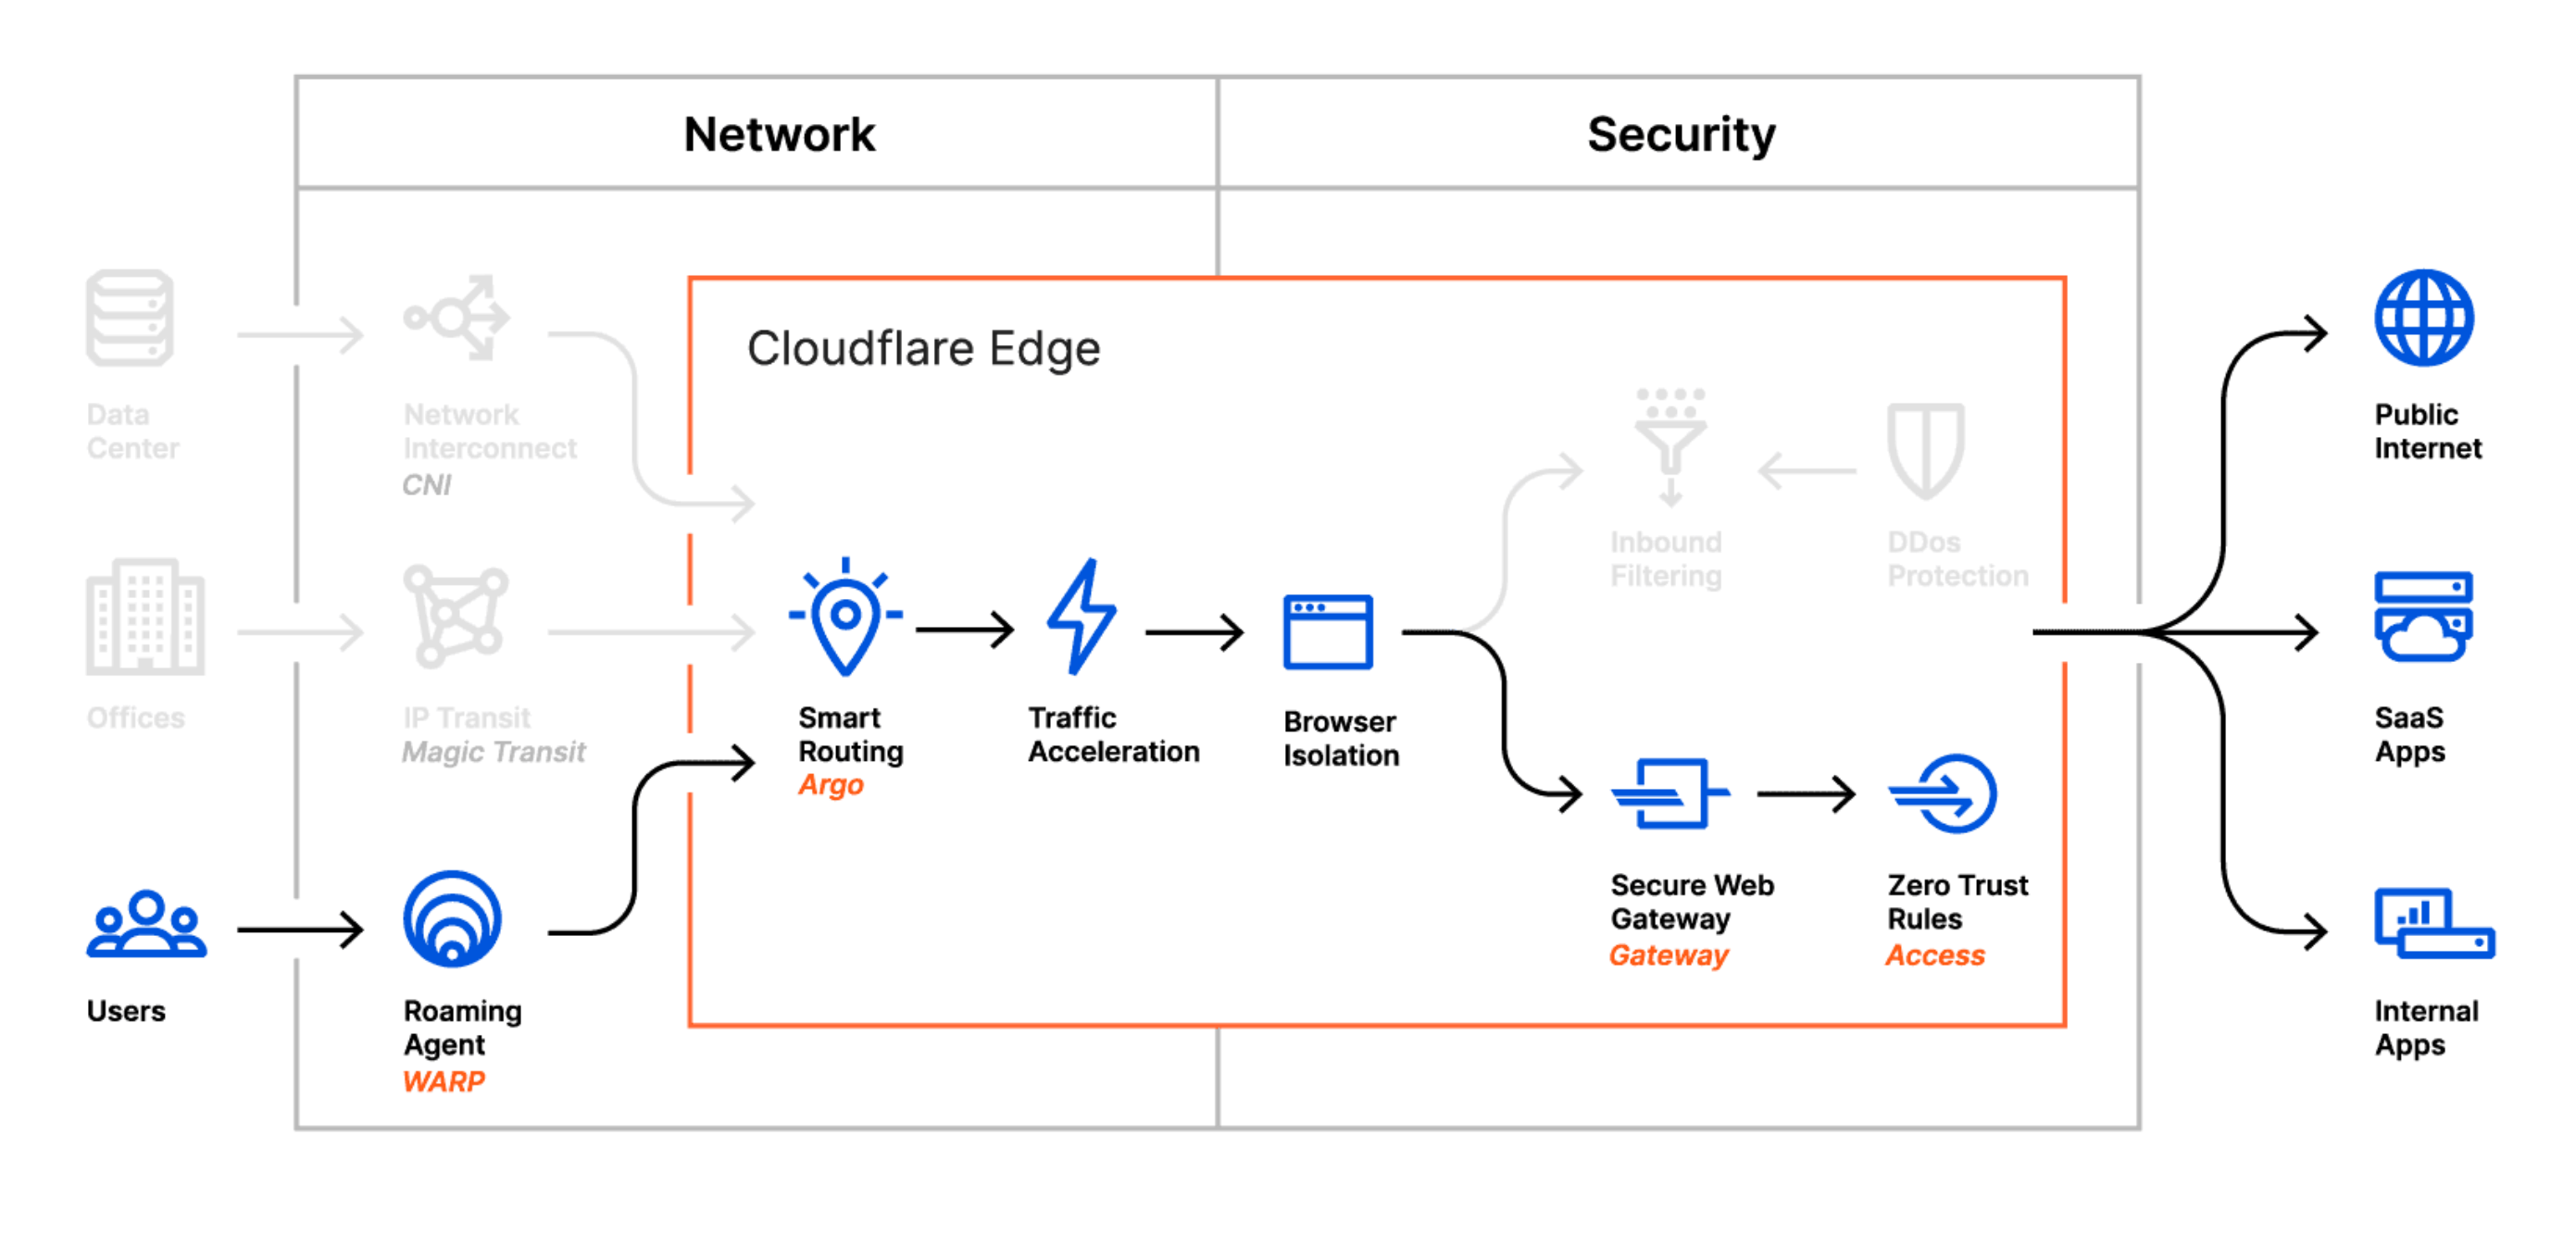 Network
Security
Cloudflare Edge
Data
Center
Network
Interconnect
CNI
Inbound
Filtering
DDos
Protection
Public
Internet
Offices
IP Transit
Magic Transit
Smart
Routing
Argo
Traffic
Acceleration
Browser
Isolation
SaaS
Apps
Users
Roaming
Agent
WARP
Secure Web
Gateway
Gateway
Zero Trust
Rules
Access
Internal
Apps